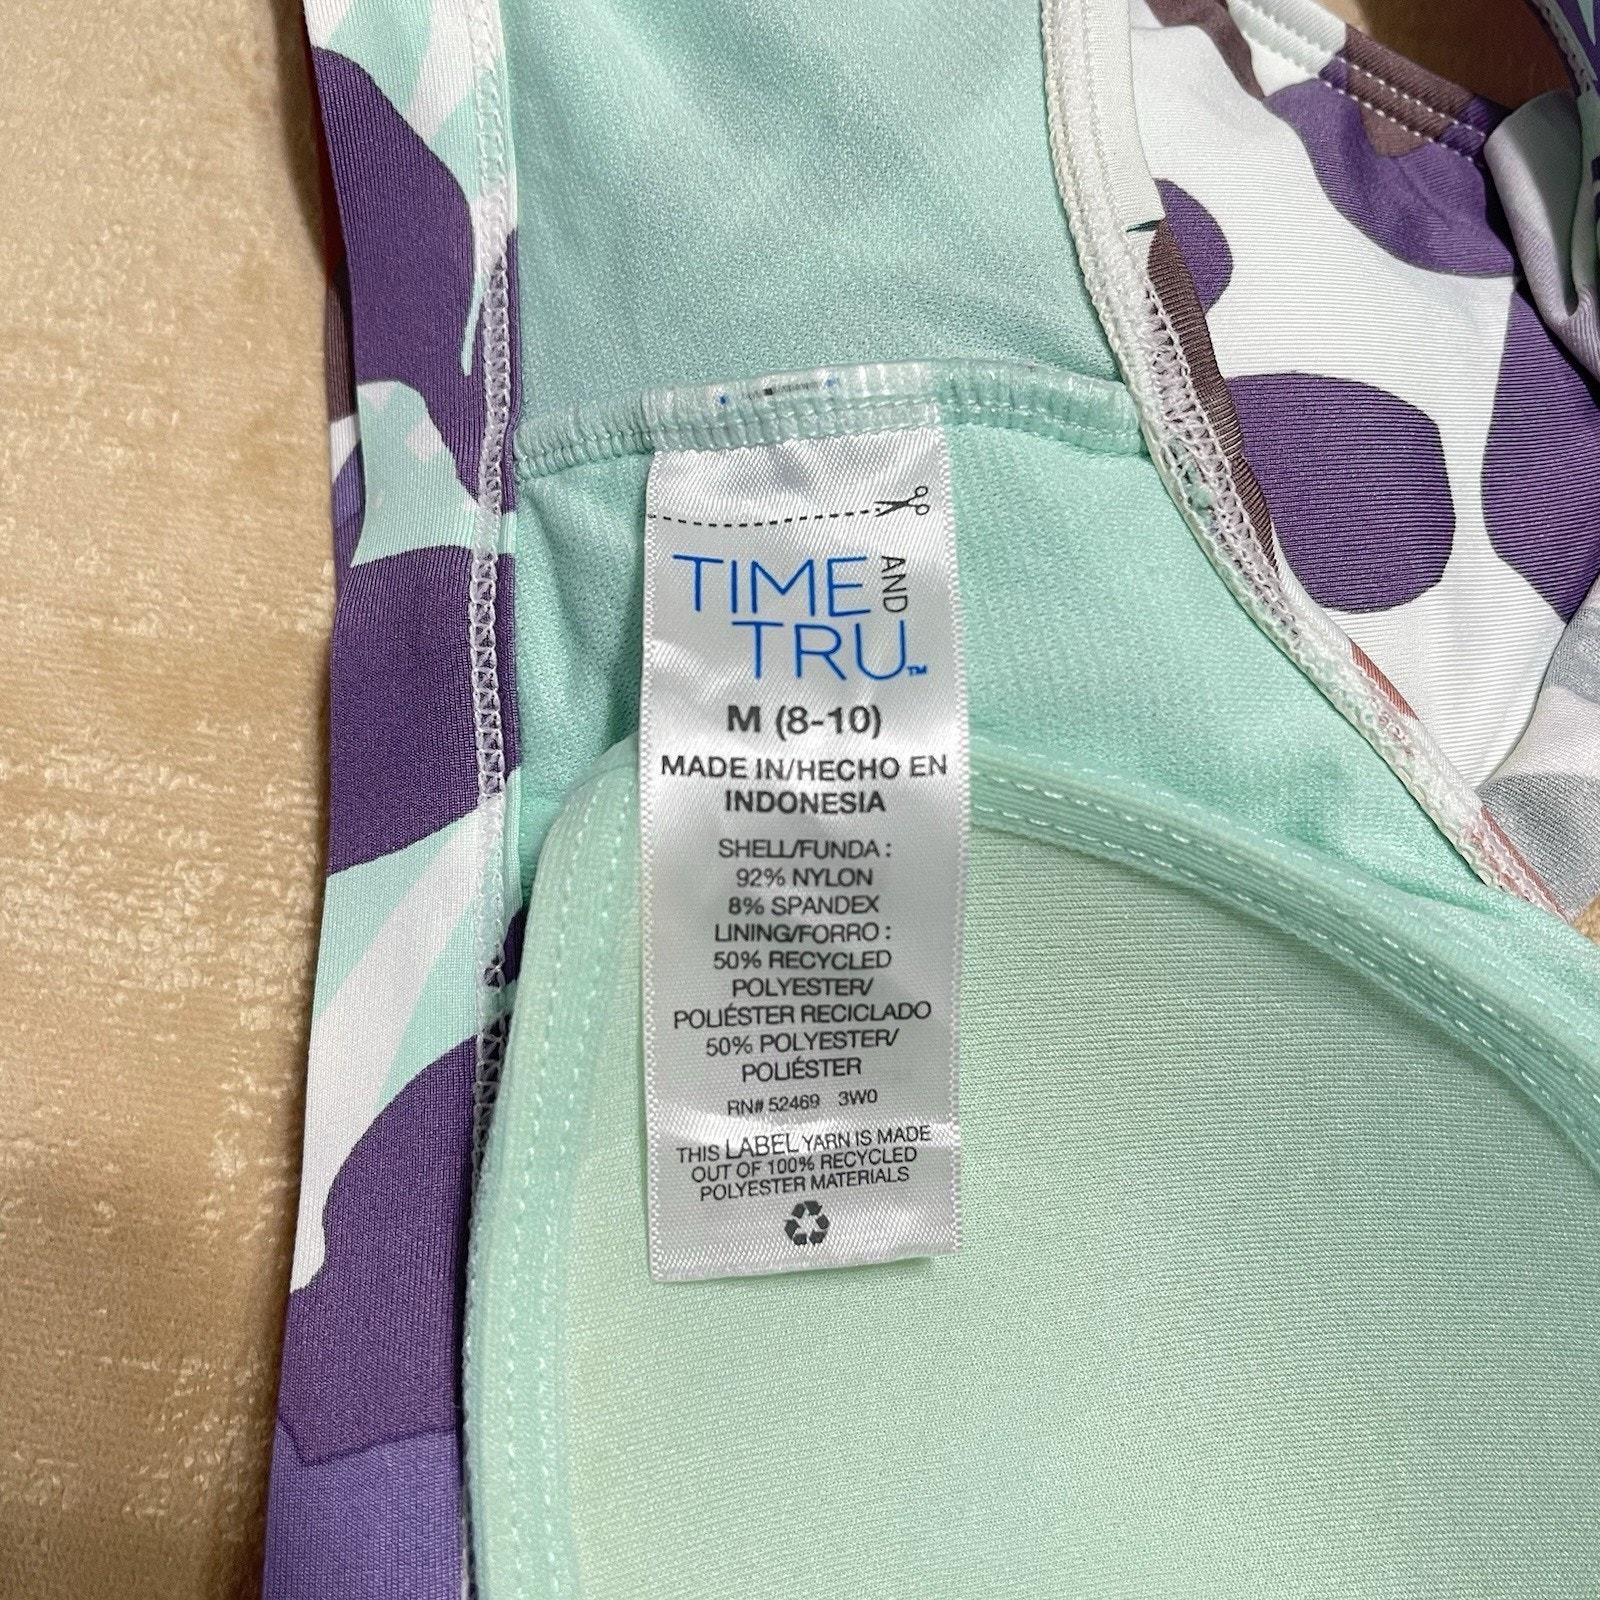 TIME AND
TRU™
M (8-10)
MADE IN/HECHO EN
INDONESIA
SHELL/FUNDA :
92% NYLON
8% SPANDEX
LINING/FORRO :
50% RECYCLED
POLYESTER/
POLIÉSTER RECICLADO
50% POLYESTER/
POLIÉSTER
RN# 52469 3W0
THIS LABEL YARN IS MADE
OUT OF 100% RECYCLED
POLYESTER MATERIALS